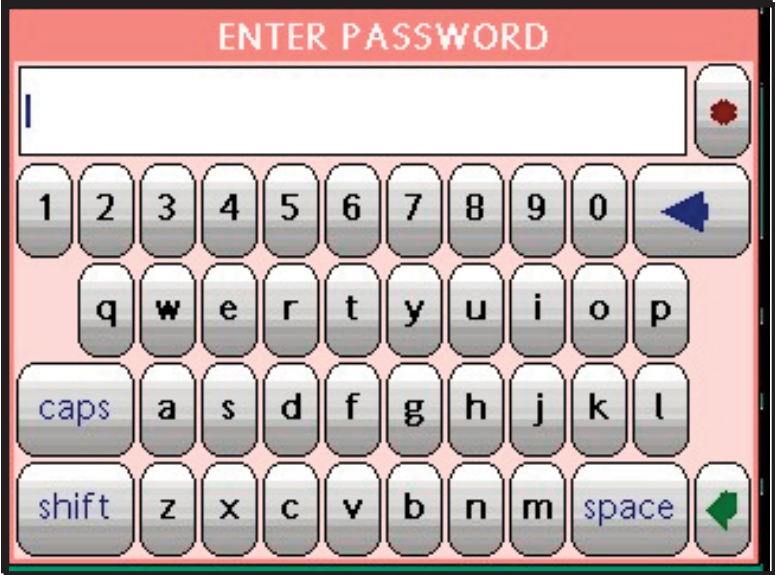 ENTER PASSWORD
1 2 3 4 5 6 7 8 9 0
q w e r t y u i o p
caps a s d f g h j k l
shift z x c v b n m space